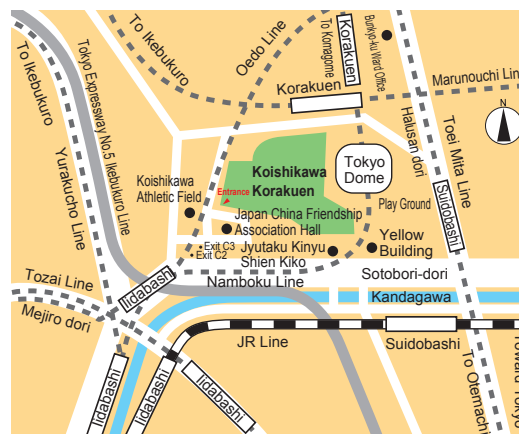 To Ikebukuro
Tokyo Expressway No.5 Ikebukuro Line
To Ikebukuro
Oedo Line
To Komagome
Korakuen
Bunkyo-ku Ward Office
Korakuen
Marunouchi Line
N
Halusan dori
Toei Mita Line
Yurakucho Line
Koishikawa
Korakuen
Entrance
Tokyo
Dome
Koishikawa
Athletic Field
Suidobashi
Play Ground
Japan China Friendship
Association Hall
Exit C3
Exit C2
Jyutaku Kinyu
Shien Kiko
Yellow
Building
Tozai Line
Iidabashi
Namboku Line
Sotobori-dori
Kandagawa
Mejiro dori
JR Line
Suidobashi
Toward Tokyo
To Otemachi
Iidabashi
Iidabashi
Iidabashi